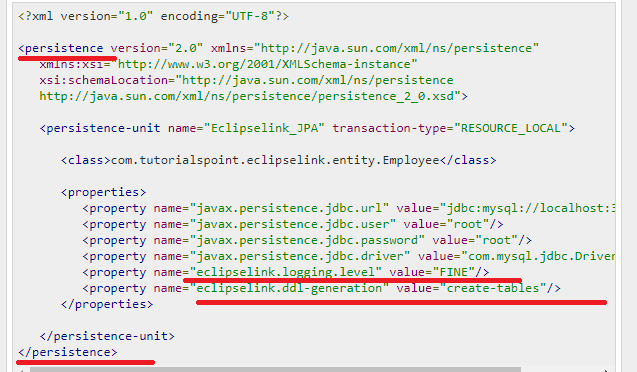 <?xml version="1.0" encoding="UTF-8"?>
<persistence version="2.0" xmlns="http://java.sun.com/xml/ns/persistence"
xmlns:xsi="http://www.w3.org/2001/XMLSchema-instance"
xsi:schemaLocation="http://java.sun.com/xml/ns/persistence
http://java.sun.com/xml/ns/persistence/persistence_2_0.xsd">
<persistence-unit name="Eclipselink_JPA" transaction-type="RESOURCE_LOCAL">
<class>com.tutorialspoint.eclipselink.entity.Employee</class>
<properties>
<property name="javax.persistence.jdbc.url" value="jdbc:mysql://localhost:3
<property name="javax.persistence.jdbc.user" value="root"/>
<property name="javax.persistence.jdbc.password" value="root"/>
<property name="javax.persistence.jdbc.driver" value="com.mysql.jdbc.Driver
<property name="eclipselink.logging.level" value="FINE"/>
<property name="eclipselink.ddl-generation" value="create-tables"/>
</properties>
</persistence-unit>
</persistence>